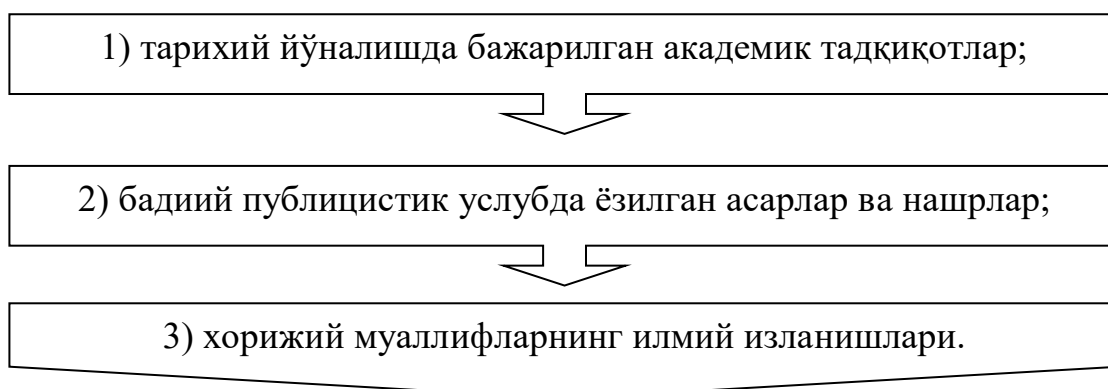 1) тарихий йўналишда бажарилган академик тадқиқотлар;
2) бадиий публицистик услубда ёзилган асарлар ва нашрлар;
3) хорижий муаллифларнинг илмий изланишлари.